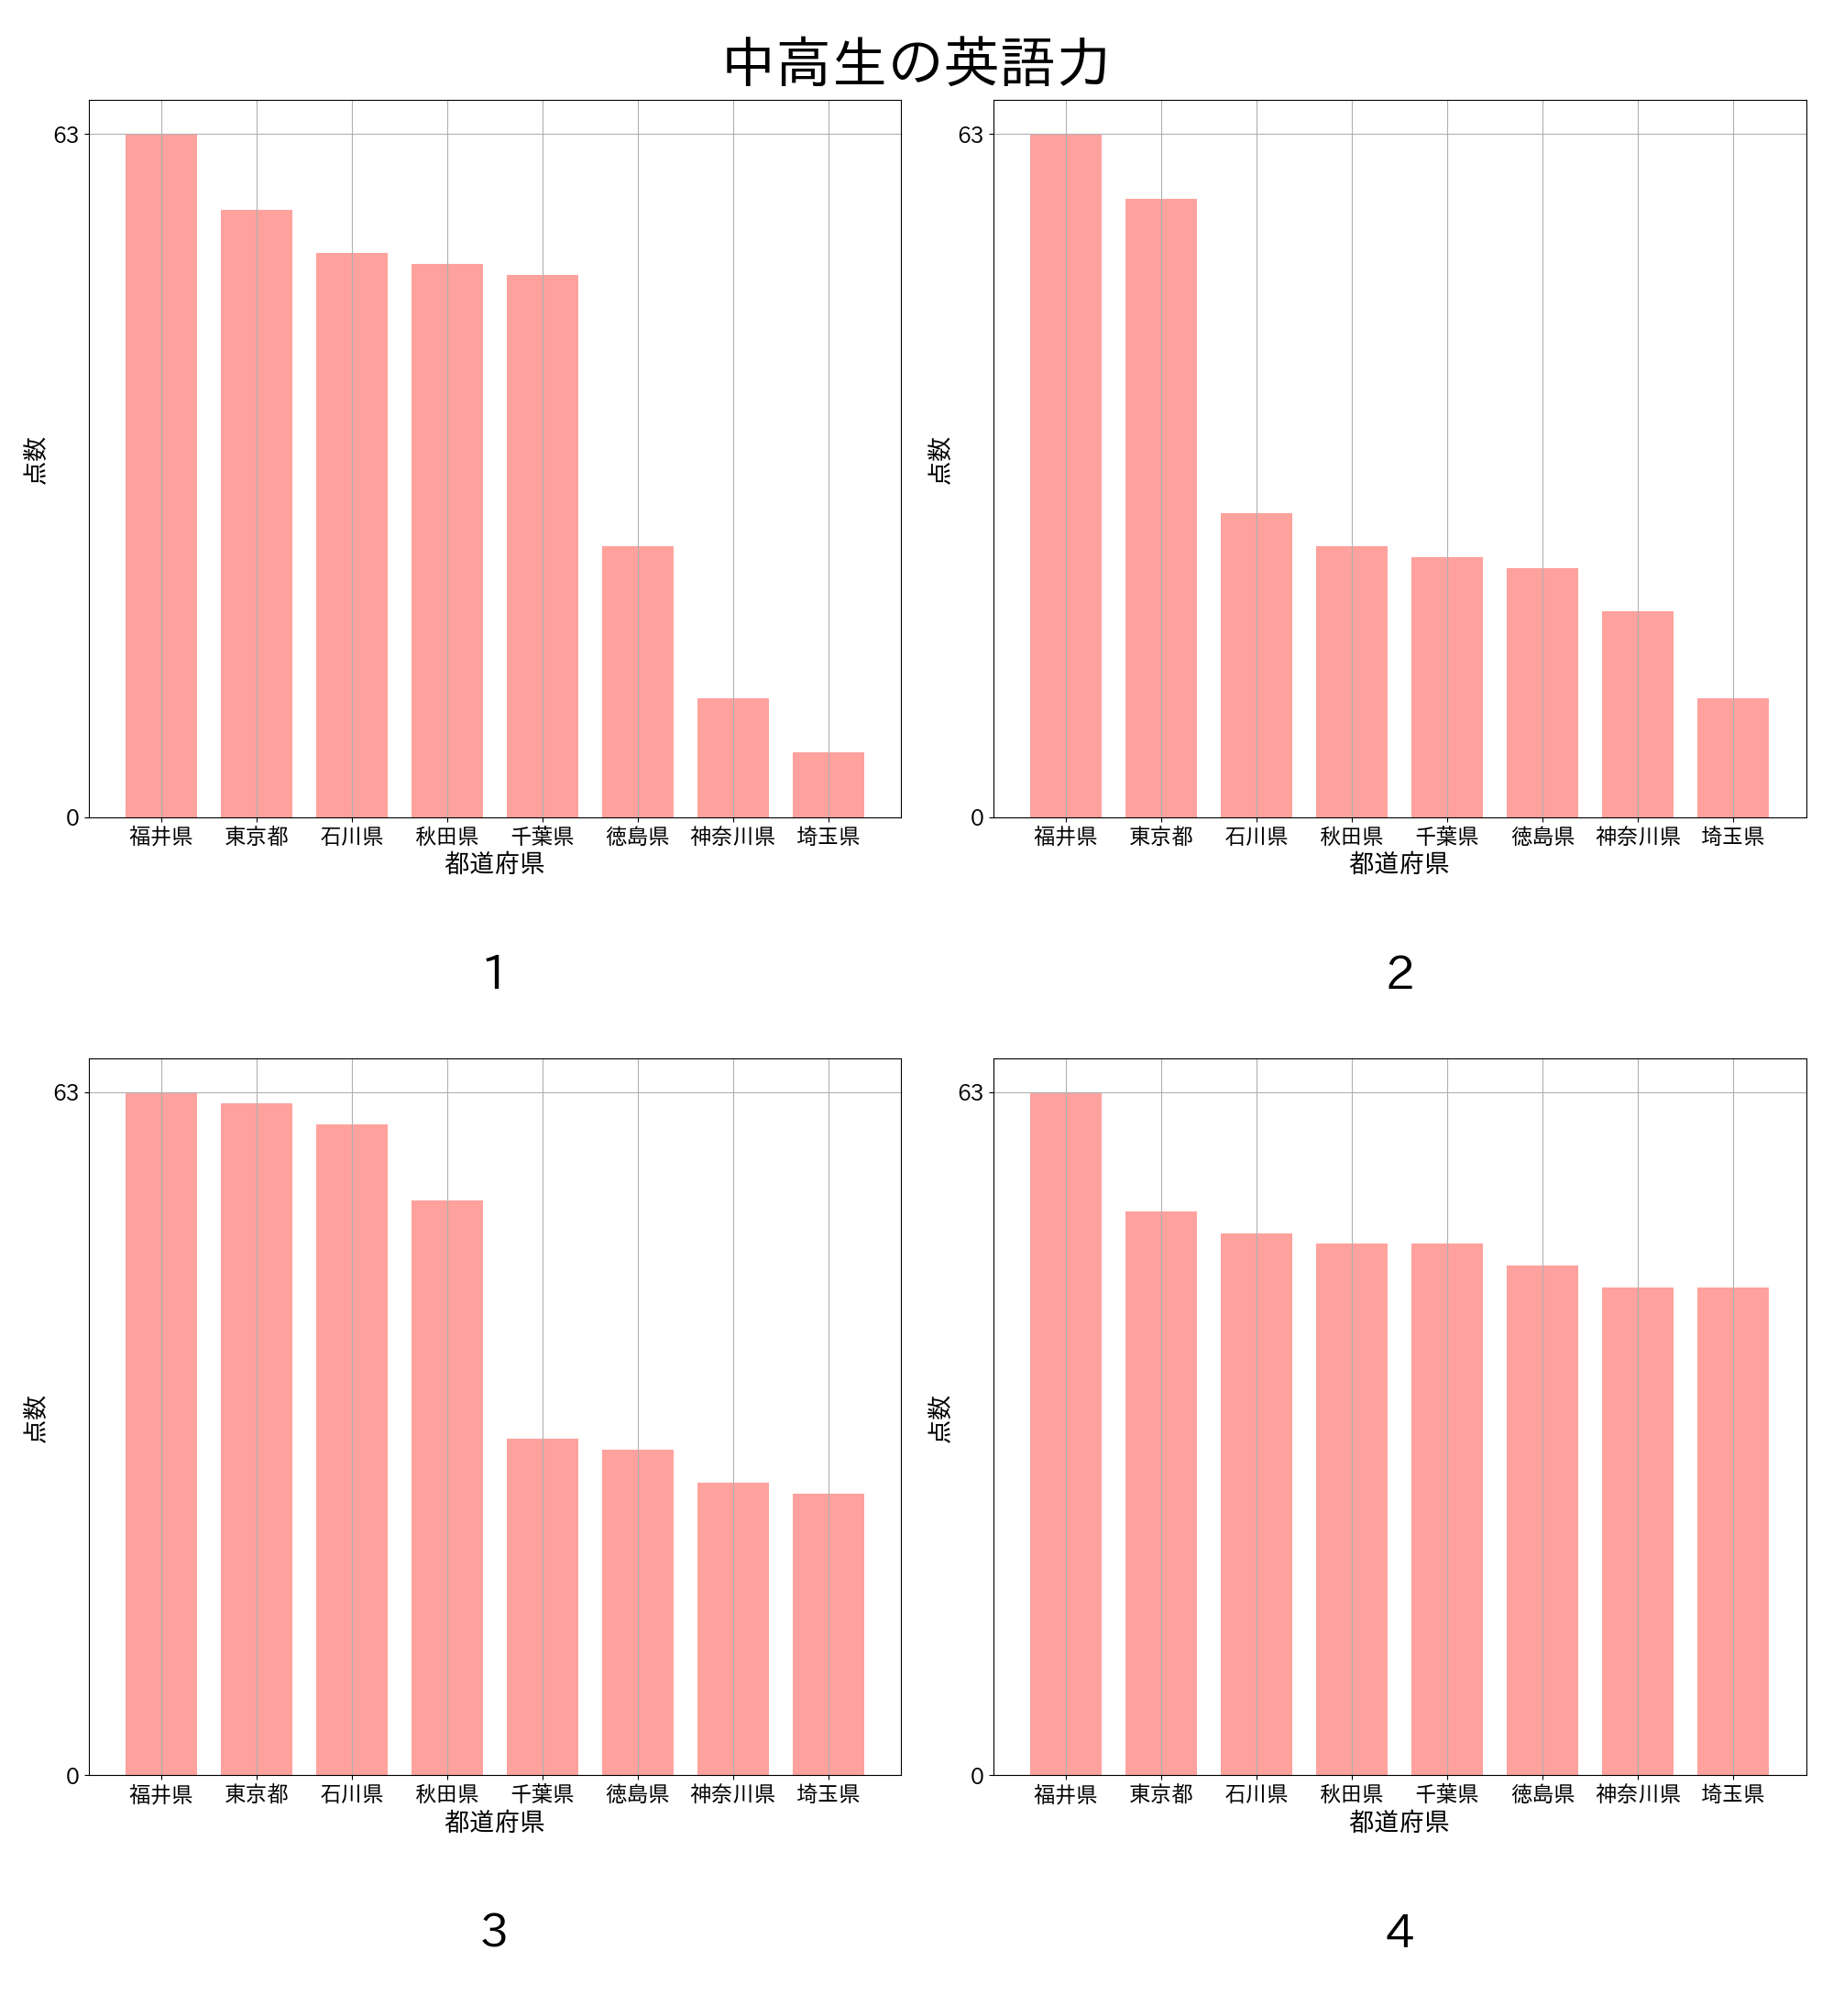 中高生の英語力
63
0
点数
福井県 東京都 石川県 秋田県 千葉県 徳島県 神奈川県 埼玉県
都道府県
1
63
0
点数
福井県 東京都 石川県 秋田県 千葉県 徳島県 神奈川県 埼玉県
都道府県
2
63
0
点数
福井県 東京都 石川県 秋田県 千葉県 徳島県 神奈川県 埼玉県
都道府県
3
63
0
点数
福井県 東京都 石川県 秋田県 千葉県 徳島県 神奈川県 埼玉県
都道府県
4